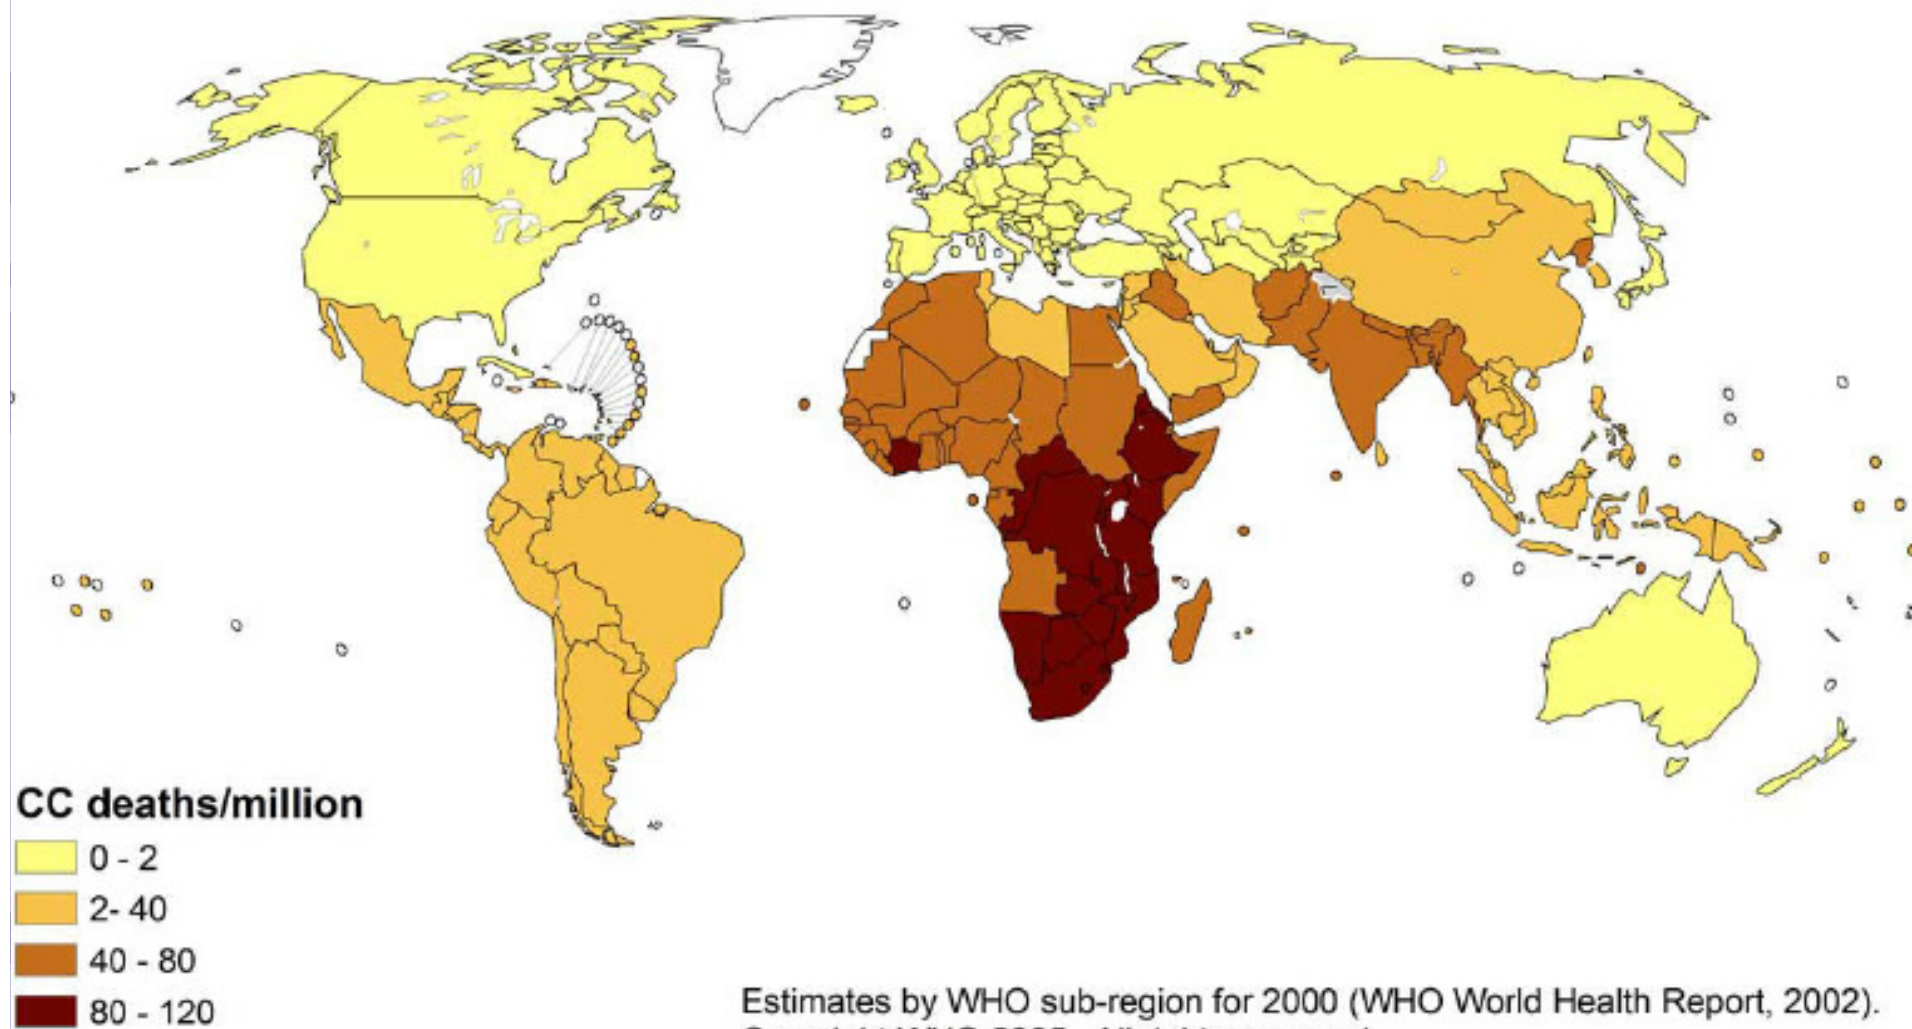 CC deaths/million
0 - 2
2- 40
40 - 80
80 - 120
Estimates by WHO sub-region for 2000 (WHO World Health Report, 2002).